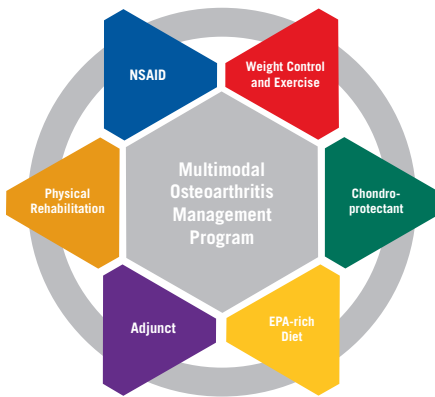 NSAID
Weight Control
and Exercise
Physical
Rehabilitation
Multimodal
Osteoarthritis
Management
Program
Chondro-
protectant
Adjunct
EPA-rich
Diet